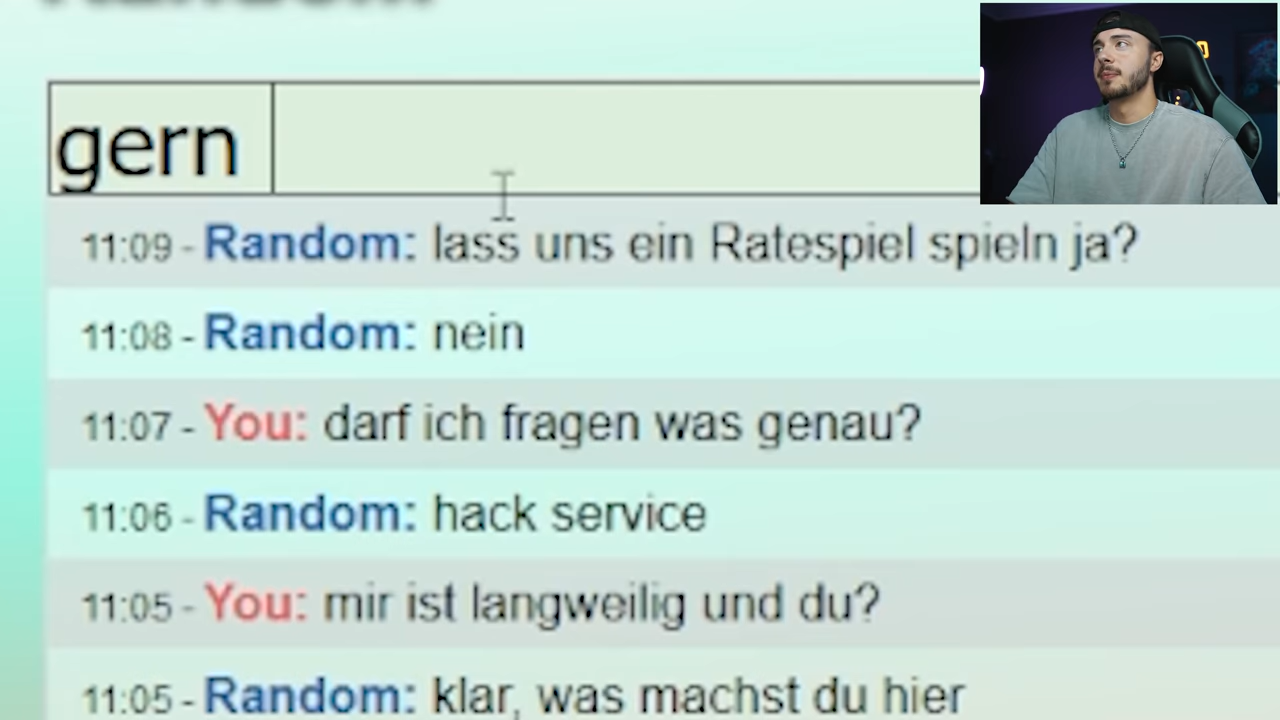 gern
11:09 - Random: lass uns ein Ratespiel spieln ja?
11:08 - Random: nein
11:07 - You: darf ich fragen was genau?
11:06 - Random: hack service
11:05 - You: mir ist langweilig und du?
11:05 - Random: klar, was machst du hier